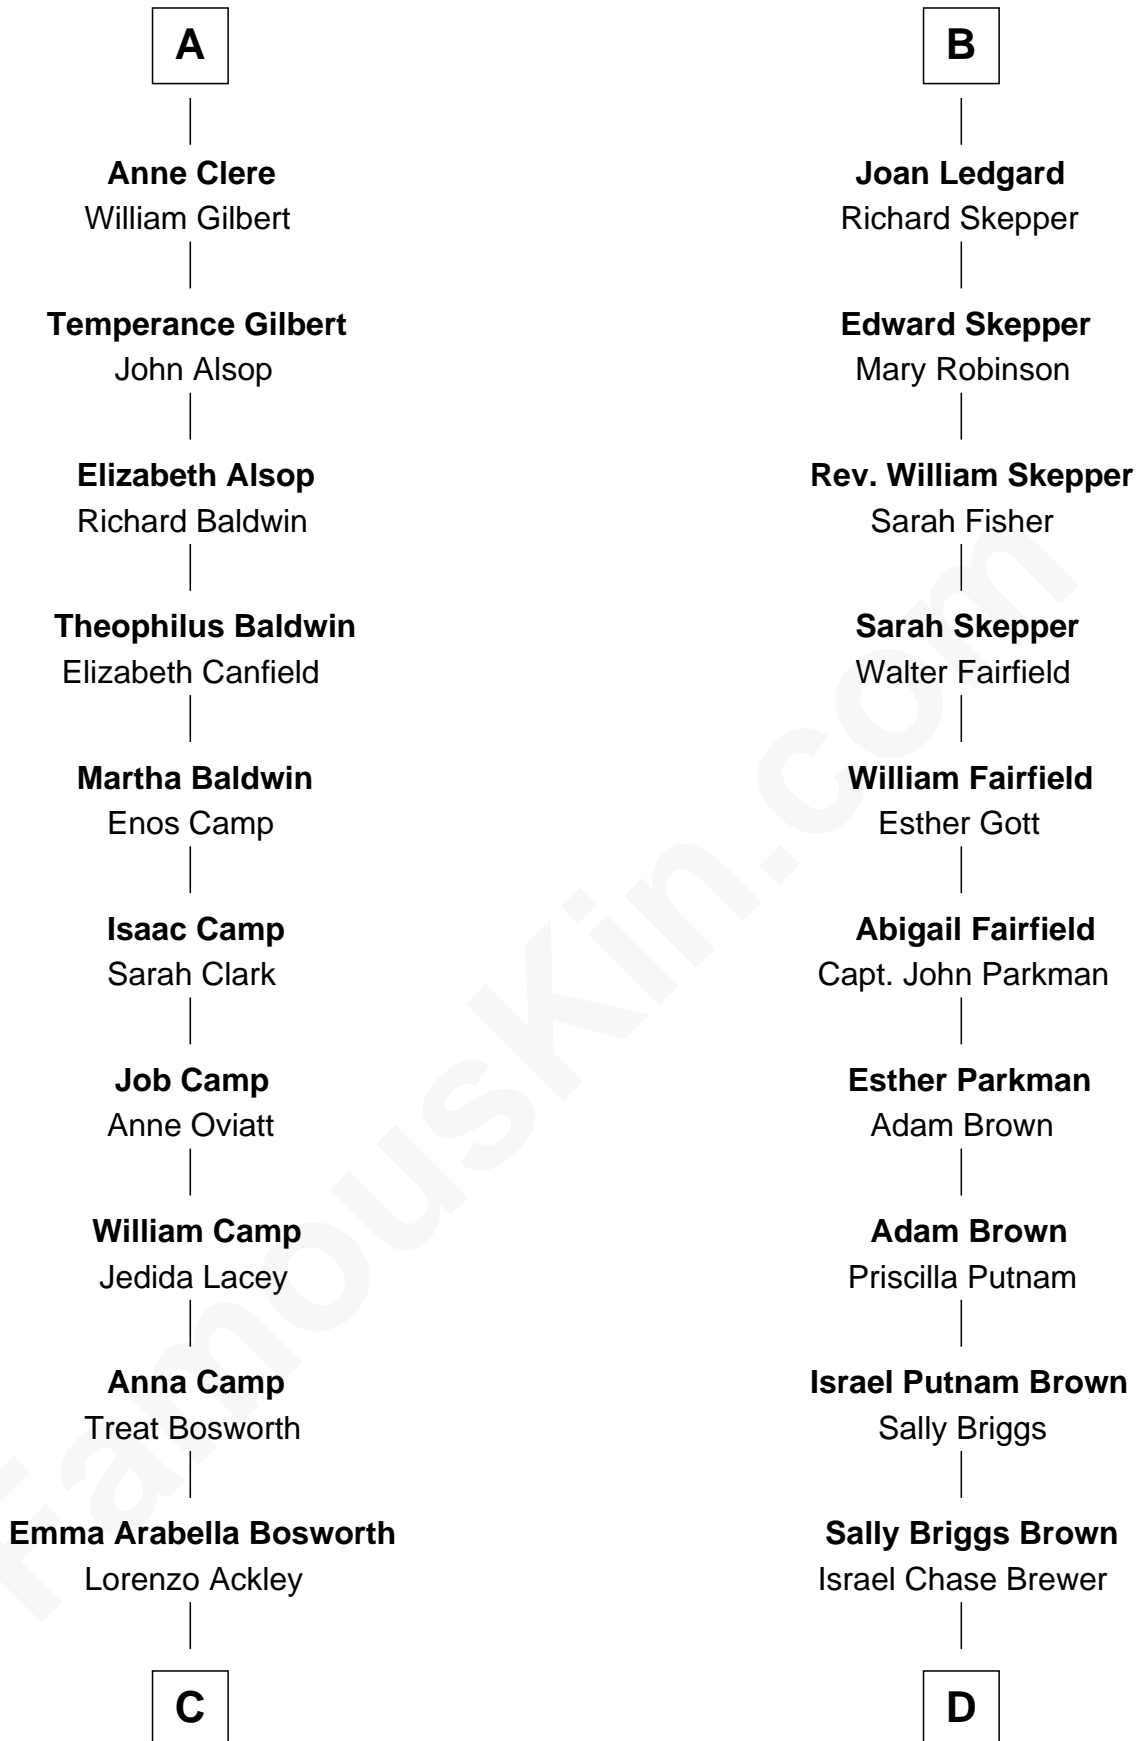 A
Anne Clere
William Gilbert
Temperance Gilbert
John Alsop
Elizabeth Alsop
Richard Baldwin
Theophilus Baldwin
Elizabeth Canfield
Martha Baldwin
Enos Camp
Isaac Camp
Sarah Clark
Job Camp
Anne Oviatt
William Camp
Jedida Lacey
Anna Camp
Treat Bosworth
Emma Arabella Bosworth
Lorenzo Ackley
C
B
Joan Ledgard
Richard Skepper
Edward Skepper
Mary Robinson
Rev. William Skepper
Sarah Fisher
Sarah Skepper
Walter Fairfield
William Fairfield
Esther Gott
Abigail Fairfield
Capt. John Parkman
Esther Parkman
Adam Brown
Adam Brown
Priscilla Putnam
Israel Putnam Brown
Sally Briggs
Sally Briggs Brown
Israel Chase Brewer
D
FamousKin.com